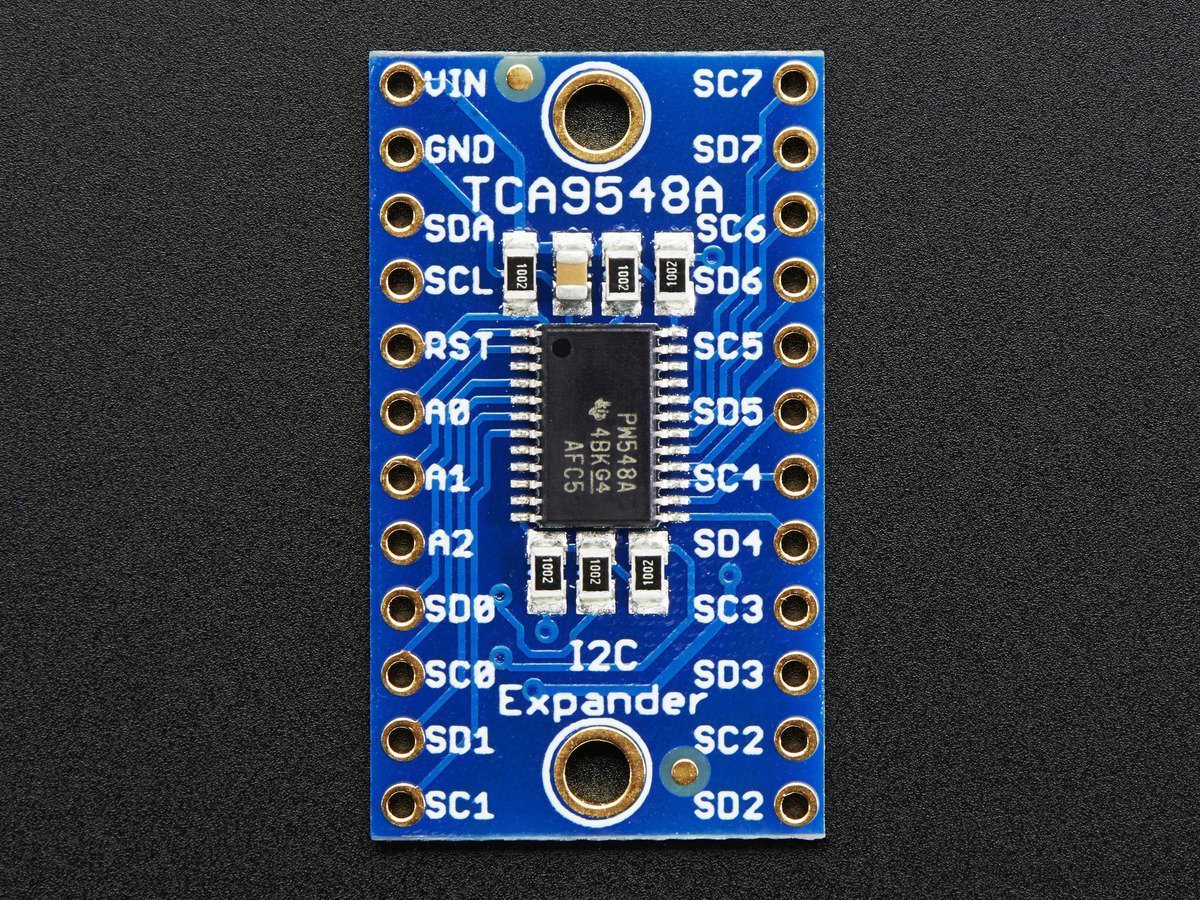 VIN
GND
SDA
SCL
RST
A0
A1
A2
SD0
SC0
SD1
SC1
TCA9548A
1002
1002
1002
PW548A
4BKG4
AFC5
1002
1002
1002
I2C
Expander
SC7
SD7
SC6
SD6
SC5
SD5
SC4
SD4
SC3
SD3
SC2
SD2